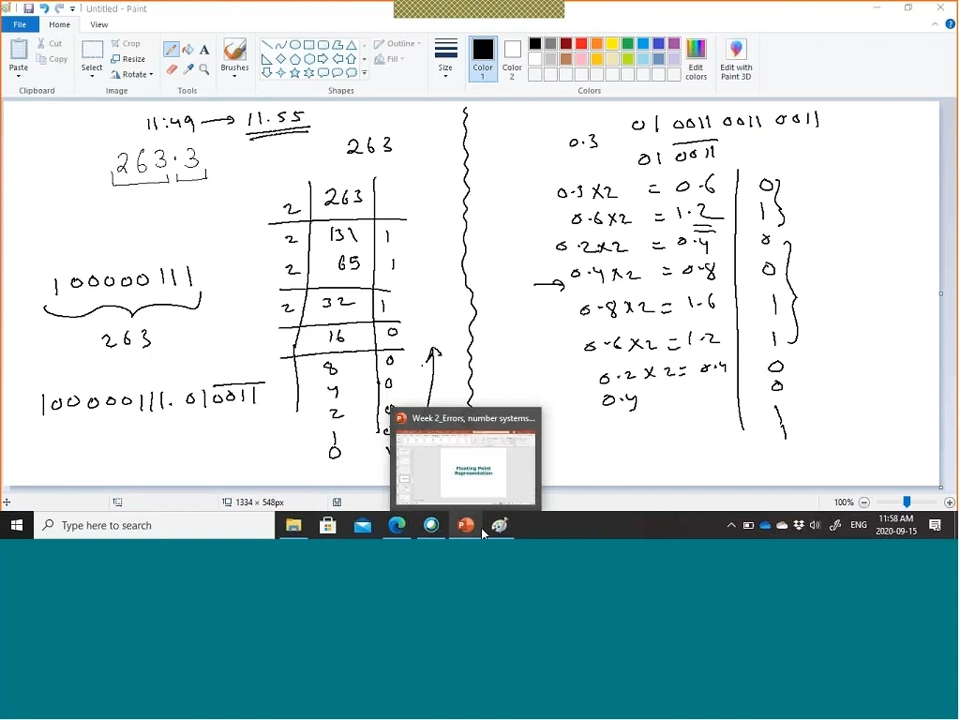 Untitled - Paint
File Home View
Paste
Cut
Copy
Clipboard
Select
Crop
Resize
Rotate
Image
Tools
Brushes
Shapes
Outline
Fill
Size
Color 1
Color 2
Colors
Edit colors
Edit with Paint 3D
11:49 → 11.55
263.3
263
2 263
2 131 1
2 65 1
2 32 1
16 0
8 0
4 0
2
1
0
100000111
263
100000111.010011
0.3
01 0011 0011 0011
01 0011
0.3×2 = 0.6 0
0.6×2 = 1.2 1
0.2×2 = 0.4 0
→ 0.4×2 = 0.8 0
0.8×2 = 1.6 1
0.6×2 = 1.2 1
0.2×2 = 0.4 0
0.4 0
1
1
Week 2_Errors, number systems...
Floating Point
Representation
1334 × 548px
100%
Type here to search
ENG
11:58 AM
2020-09-15